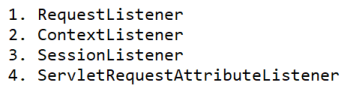 1. RequestListener
2. ContextListener
3. SessionListener
4. ServletRequestAttributeListener